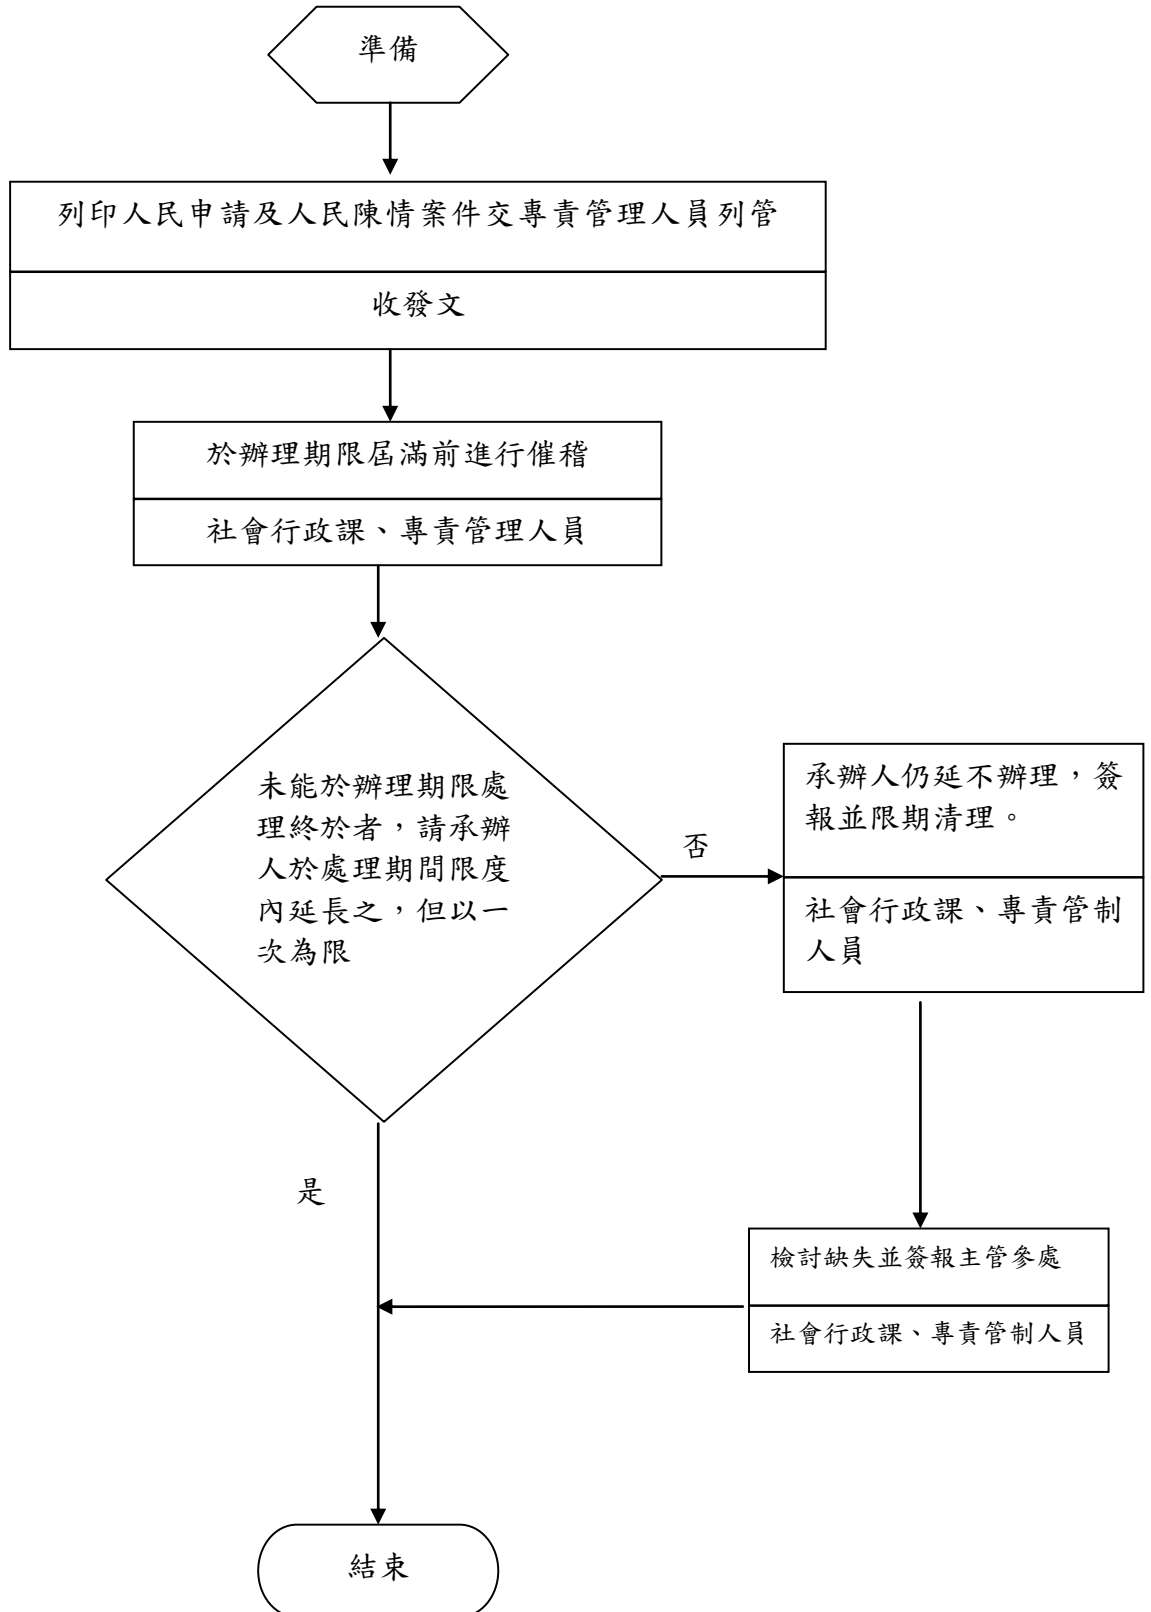 準備
列印人民申請及人民陳情案件交專責管理人員列管
收發文
於辦理期限屆滿前進行催稽
社會行政課、專責管理人員
未能於辦理期限處
理終於者，請承辦
人於處理期間限度
內延長之，但以一
次為限
否
承辦人仍延不辦理，簽
報並限期清理。
社會行政課、專責管制
人員
是
檢討缺失並簽報主管參處
社會行政課、專責管制人員
結束